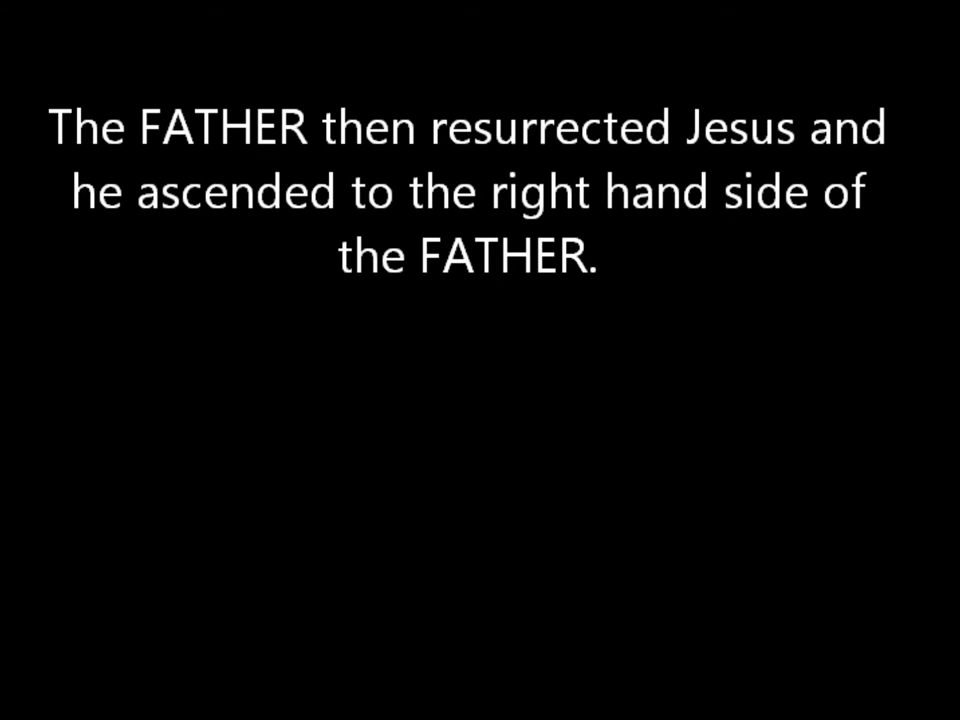 The FATHER then resurrected Jesus and
he ascended to the right hand side of
the FATHER.